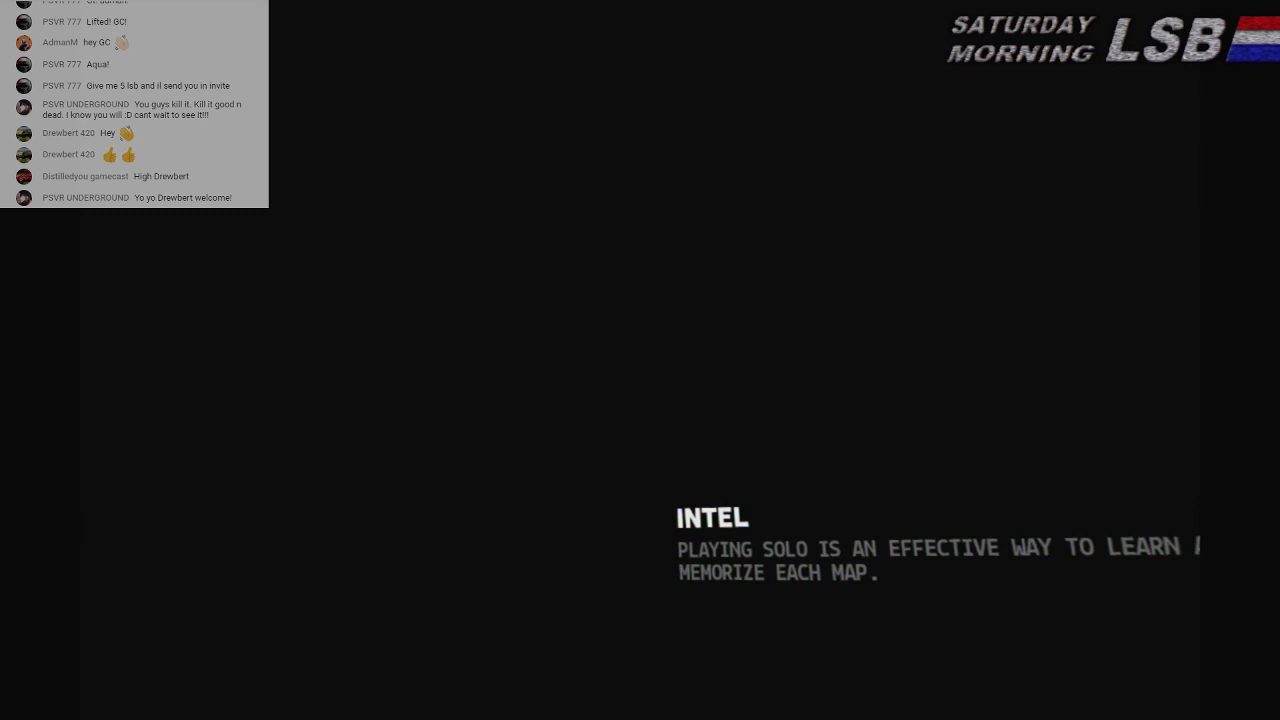 PSVR 777 Lifted! GC!
AdmanM hey GC
PSVR 777 Aqua!
PSVR 777 Give me 5 lsb and il send you in invite
PSVR UNDERGROUND You guys kill it. Kill it good n
dead. I know you will :D cant wait to see it!!!
Drewbert 420 Hey
Drewbert 420
Distilledyou gamecast High Drewbert
PSVR UNDERGROUND Yo yo Drewbert welcome!
SATURDAY
MORNING LSB
INTEL
PLAYING SOLO IS AN EFFECTIVE WAY TO LEARN
MEMORIZE EACH MAP.